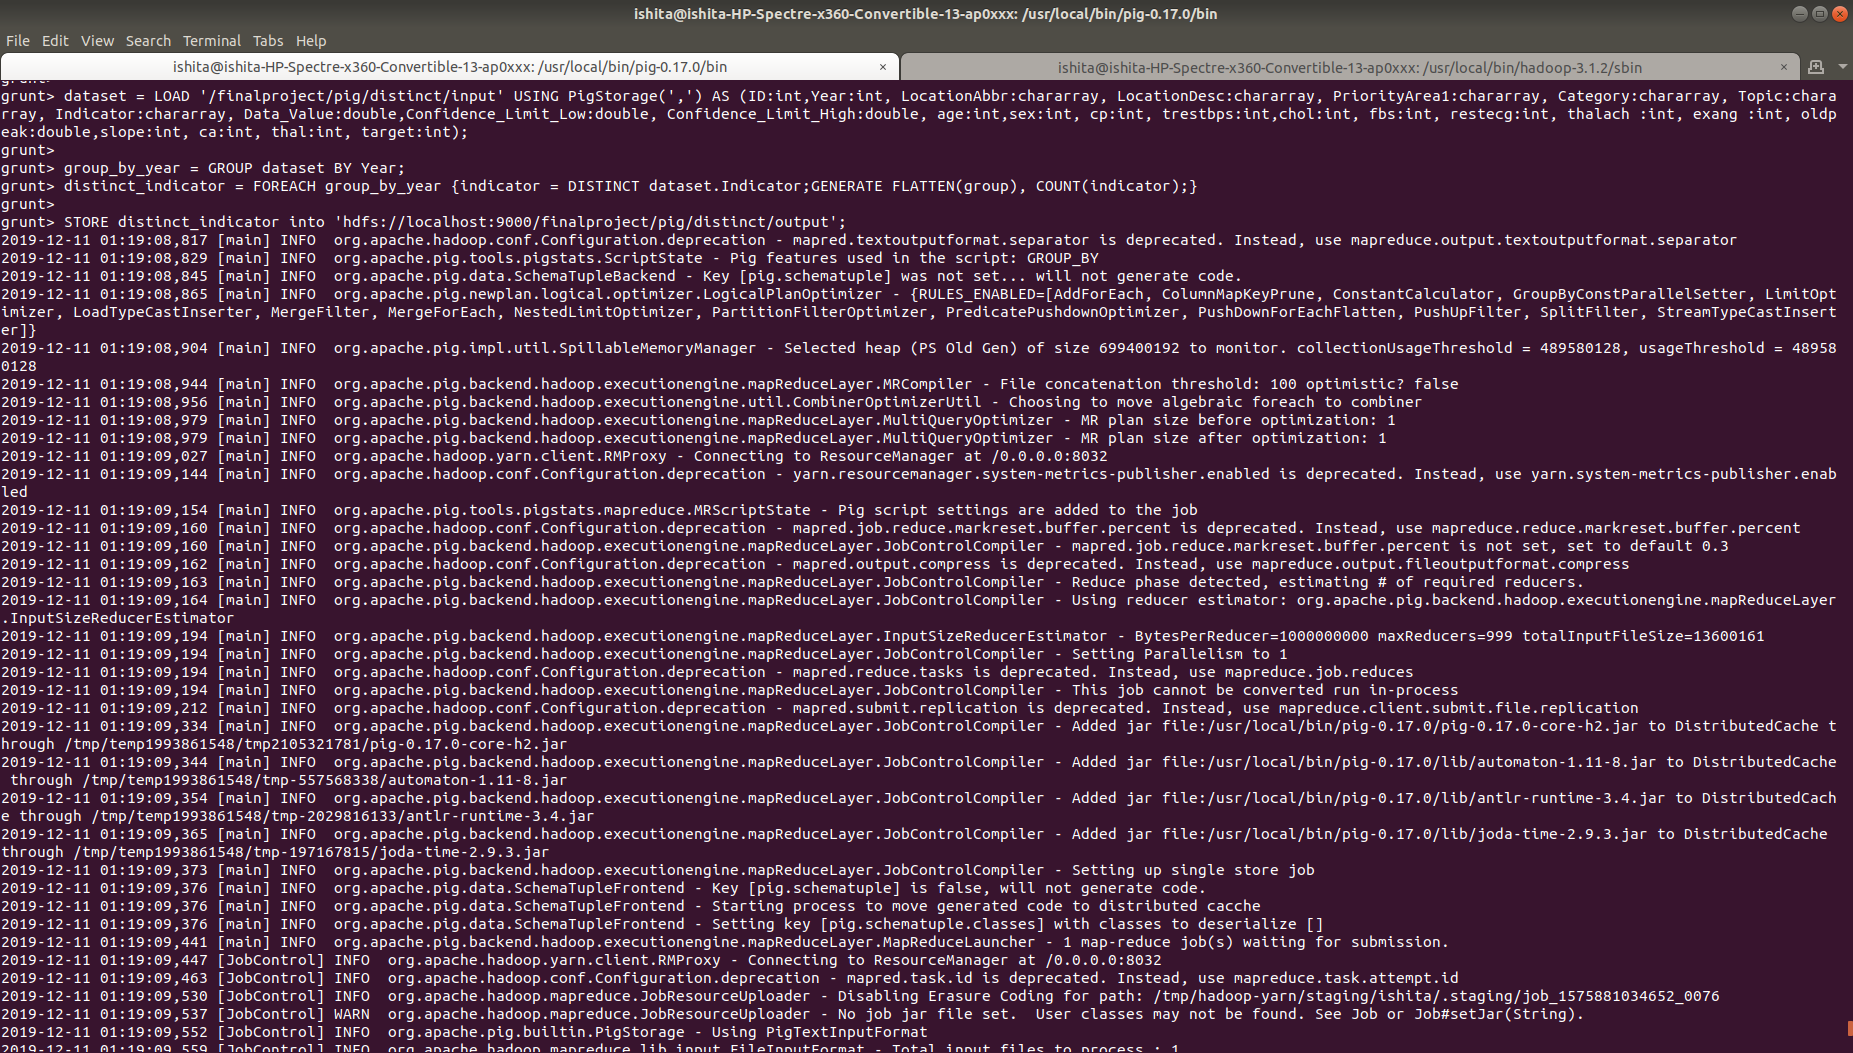 ishita@ishita-HP-Spectre-x360-Convertible-13-ap0xxx: /usr/local/bin/pig-0.17.0/bin
File Edit View Search Terminal Tabs Help
ishita@ishita-HP-Spectre-x360-Convertible-13-ap0xxx: /usr/local/bin/pig-0.17.0/bin × ishita@ishita-HP-Spectre-x360-Convertible-13-ap0xxx: /usr/local/bin/hadoop-3.1.2/sbin ×
grunt>
grunt> dataset = LOAD '/finalproject/pig/distinct/input' USING PigStorage(',') AS (ID:int,Year:int, LocationAbbr:chararray, LocationDesc:chararray, PriorityArea1:chararray, Category:chararray, Topic:chara
rray, Indicator:chararray, Data_Value:double,Confidence_Limit_Low:double, Confidence_Limit_High:double, age:int,sex:int, cp:int, trestbps:int,chol:int, fbs:int, restecg:int, thalach :int, exang :int, oldp
eak:double,slope:int, ca:int, thal:int, target:int);
grunt>
grunt> group_by_year = GROUP dataset BY Year;
grunt> distinct_indicator = FOREACH group_by_year {indicator = DISTINCT dataset.Indicator;GENERATE FLATTEN(group), COUNT(indicator);}
grunt>
grunt> STORE distinct_indicator into 'hdfs://localhost:9000/finalproject/pig/distinct/output';
2019-12-11 01:19:08,817 [main] INFO  org.apache.hadoop.conf.Configuration.deprecation - mapred.textoutputformat.separator is deprecated. Instead, use mapreduce.output.textoutputformat.separator
2019-12-11 01:19:08,829 [main] INFO  org.apache.pig.tools.pigstats.ScriptState - Pig features used in the script: GROUP_BY
2019-12-11 01:19:08,845 [main] INFO  org.apache.pig.data.SchemaTupleBackend - Key [pig.schematuple] was not set... will not generate code.
2019-12-11 01:19:08,865 [main] INFO  org.apache.pig.newplan.logical.optimizer.LogicalPlanOptimizer - {RULES_ENABLED=[AddForEach, ColumnMapKeyPrune, ConstantCalculator, GroupByConstParallelSetter, LimitOpt
imizer, LoadTypeCastInserter, MergeFilter, MergeForEach, NestedLimitOptimizer, PartitionFilterOptimizer, PredicatePushdownOptimizer, PushDownForEachFlatten, PushUpFilter, SplitFilter, StreamTypeCastInsert
er]}
2019-12-11 01:19:08,904 [main] INFO  org.apache.pig.impl.util.SpillableMemoryManager - Selected heap (PS Old Gen) of size 699400192 to monitor. collectionUsageThreshold = 489580128, usageThreshold = 48958
0128
2019-12-11 01:19:08,944 [main] INFO  org.apache.pig.backend.hadoop.executionengine.mapReduceLayer.MRCompiler - File concatenation threshold: 100 optimistic? false
2019-12-11 01:19:08,956 [main] INFO  org.apache.pig.backend.hadoop.executionengine.util.CombinerOptimizerUtil - Choosing to move algebraic foreach to combiner
2019-12-11 01:19:08,979 [main] INFO  org.apache.pig.backend.hadoop.executionengine.mapReduceLayer.MultiQueryOptimizer - MR plan size before optimization: 1
2019-12-11 01:19:08,979 [main] INFO  org.apache.pig.backend.hadoop.executionengine.mapReduceLayer.MultiQueryOptimizer - MR plan size after optimization: 1
2019-12-11 01:19:09,027 [main] INFO  org.apache.hadoop.yarn.client.RMProxy - Connecting to ResourceManager at /0.0.0.0:8032
2019-12-11 01:19:09,144 [main] INFO  org.apache.hadoop.conf.Configuration.deprecation - yarn.resourcemanager.system-metrics-publisher.enabled is deprecated. Instead, use yarn.system-metrics-publisher.enab
led
2019-12-11 01:19:09,154 [main] INFO  org.apache.pig.tools.pigstats.mapreduce.MRScriptState - Pig script settings are added to the job
2019-12-11 01:19:09,160 [main] INFO  org.apache.hadoop.conf.Configuration.deprecation - mapred.job.reduce.markreset.buffer.percent is deprecated. Instead, use mapreduce.reduce.markreset.buffer.percent
2019-12-11 01:19:09,160 [main] INFO  org.apache.pig.backend.hadoop.executionengine.mapReduceLayer.JobControlCompiler - mapred.job.reduce.markreset.buffer.percent is not set, set to default 0.3
2019-12-11 01:19:09,162 [main] INFO  org.apache.hadoop.conf.Configuration.deprecation - mapred.output.compress is deprecated. Instead, use mapreduce.output.fileoutputformat.compress
2019-12-11 01:19:09,163 [main] INFO  org.apache.pig.backend.hadoop.executionengine.mapReduceLayer.JobControlCompiler - Reduce phase detected, estimating # of required reducers.
2019-12-11 01:19:09,164 [main] INFO  org.apache.pig.backend.hadoop.executionengine.mapReduceLayer.JobControlCompiler - Using reducer estimator: org.apache.pig.backend.hadoop.executionengine.mapReduceLayer
.InputSizeReducerEstimator
2019-12-11 01:19:09,194 [main] INFO  org.apache.pig.backend.hadoop.executionengine.mapReduceLayer.InputSizeReducerEstimator - BytesPerReducer=1000000000 maxReducers=999 totalInputFileSize=13600161
2019-12-11 01:19:09,194 [main] INFO  org.apache.pig.backend.hadoop.executionengine.mapReduceLayer.JobControlCompiler - Setting Parallelism to 1
2019-12-11 01:19:09,194 [main] INFO  org.apache.hadoop.conf.Configuration.deprecation - mapred.reduce.tasks is deprecated. Instead, use mapreduce.job.reduces
2019-12-11 01:19:09,194 [main] INFO  org.apache.pig.backend.hadoop.executionengine.mapReduceLayer.JobControlCompiler - This job cannot be converted run in-process
2019-12-11 01:19:09,212 [main] INFO  org.apache.hadoop.conf.Configuration.deprecation - mapred.submit.replication is deprecated. Instead, use mapreduce.client.submit.file.replication
2019-12-11 01:19:09,334 [main] INFO  org.apache.pig.backend.hadoop.executionengine.mapReduceLayer.JobControlCompiler - Added jar file:/usr/local/bin/pig-0.17.0/pig-0.17.0-core-h2.jar to DistributedCache t
hrough /tmp/temp1993861548/tmp2105321781/pig-0.17.0-core-h2.jar
2019-12-11 01:19:09,344 [main] INFO  org.apache.pig.backend.hadoop.executionengine.mapReduceLayer.JobControlCompiler - Added jar file:/usr/local/bin/pig-0.17.0/lib/automaton-1.11-8.jar to DistributedCache
 through /tmp/temp1993861548/tmp-557568338/automaton-1.11-8.jar
2019-12-11 01:19:09,354 [main] INFO  org.apache.pig.backend.hadoop.executionengine.mapReduceLayer.JobControlCompiler - Added jar file:/usr/local/bin/pig-0.17.0/lib/antlr-runtime-3.4.jar to DistributedCach
e through /tmp/temp1993861548/tmp-2029816133/antlr-runtime-3.4.jar
2019-12-11 01:19:09,365 [main] INFO  org.apache.pig.backend.hadoop.executionengine.mapReduceLayer.JobControlCompiler - Added jar file:/usr/local/bin/pig-0.17.0/lib/joda-time-2.9.3.jar to DistributedCache
through /tmp/temp1993861548/tmp-197167815/joda-time-2.9.3.jar
2019-12-11 01:19:09,373 [main] INFO  org.apache.pig.backend.hadoop.executionengine.mapReduceLayer.JobControlCompiler - Setting up single store job
2019-12-11 01:19:09,376 [main] INFO  org.apache.pig.data.SchemaTupleFrontend - Key [pig.schematuple] is false, will not generate code.
2019-12-11 01:19:09,376 [main] INFO  org.apache.pig.data.SchemaTupleFrontend - Starting process to move generated code to distributed cacche
2019-12-11 01:19:09,376 [main] INFO  org.apache.pig.data.SchemaTupleFrontend - Setting key [pig.schematuple.classes] with classes to deserialize []
2019-12-11 01:19:09,441 [main] INFO  org.apache.pig.backend.hadoop.executionengine.mapReduceLayer.MapReduceLauncher - 1 map-reduce job(s) waiting for submission.
2019-12-11 01:19:09,447 [JobControl] INFO  org.apache.hadoop.yarn.client.RMProxy - Connecting to ResourceManager at /0.0.0.0:8032
2019-12-11 01:19:09,463 [JobControl] INFO  org.apache.hadoop.conf.Configuration.deprecation - mapred.task.id is deprecated. Instead, use mapreduce.task.attempt.id
2019-12-11 01:19:09,530 [JobControl] INFO  org.apache.hadoop.mapreduce.JobResourceUploader - Disabling Erasure Coding for path: /tmp/hadoop-yarn/staging/ishita/.staging/job_1575881034652_0076
2019-12-11 01:19:09,537 [JobControl] WARN  org.apache.hadoop.mapreduce.JobResourceUploader - No job jar file set.  User classes may not be found. See Job or Job#setJar(String).
2019-12-11 01:19:09,552 [JobControl] INFO  org.apache.pig.builtin.PigStorage - Using PigTextInputFormat
2019-12-11 01:19:09,559 [JobControl] INFO  org.apache.hadoop.mapreduce.lib.input.FileInputFormat - Total input files to process : 1